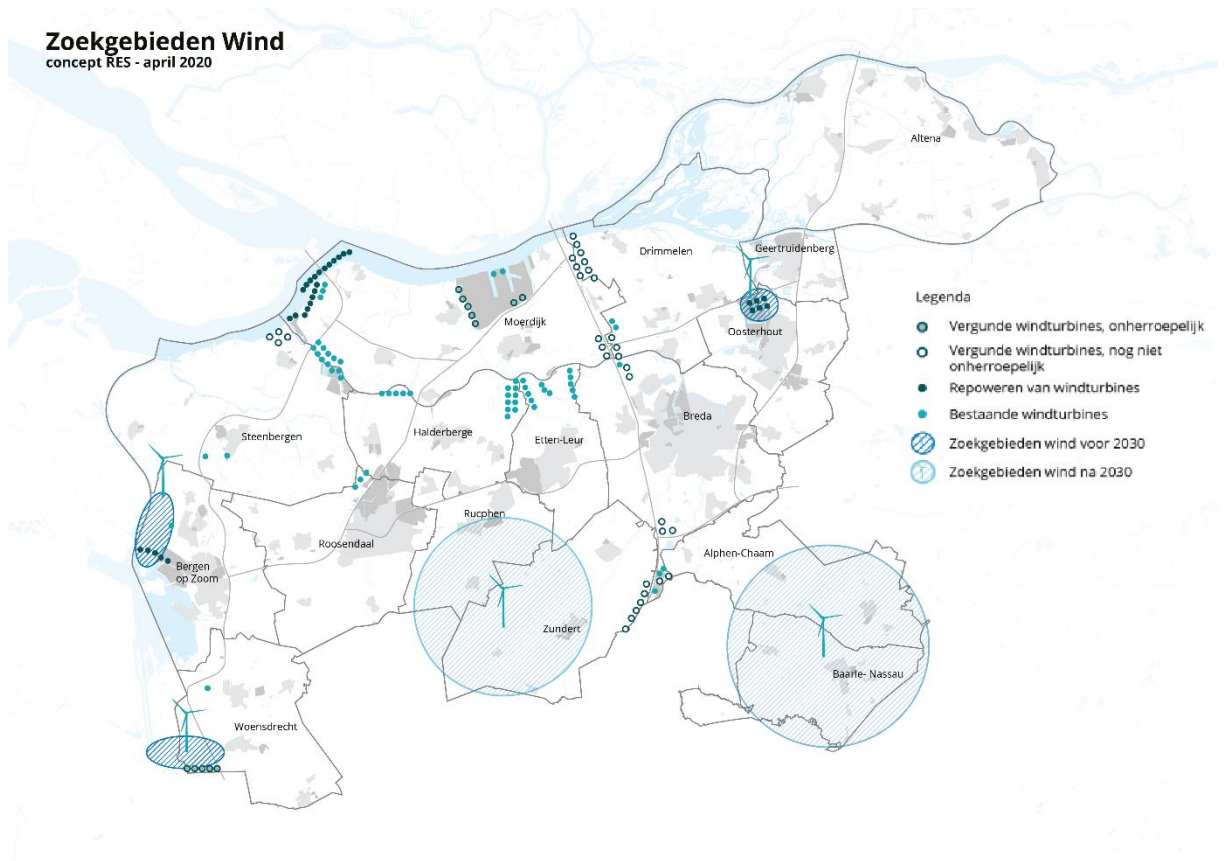 Zoekgebieden Wind
concept RES - april 2020
Altena
Drimmelen
Geertruidenberg
Moerdijk
Oosterhout
Legenda
Vergunde windturbines, onherroepelijk
Vergunde windturbines, nog niet
onherroepelijk
Repoweren van windturbines
Bestaande windturbines
Zoekgebieden wind voor 2030
Zoekgebieden wind na 2030
Breda
Steenbergen
Halderberge
Etten-Leur
Rucphen
Roosendaal
Alphen-Chaam
Bergen
op Zoom
Zundert
Baarle- Nassau
Woensdrecht